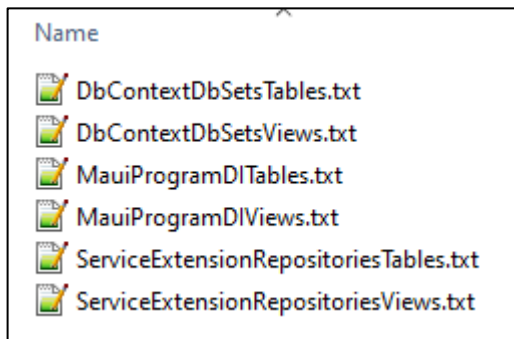 Name
DbContextDbSetsTables.txt
DbContextDbSetsViews.txt
MauiProgramDITables.txt
MauiProgramDIViews.txt
ServiceExtensionRepositoriesTables.txt
ServiceExtensionRepositoriesViews.txt